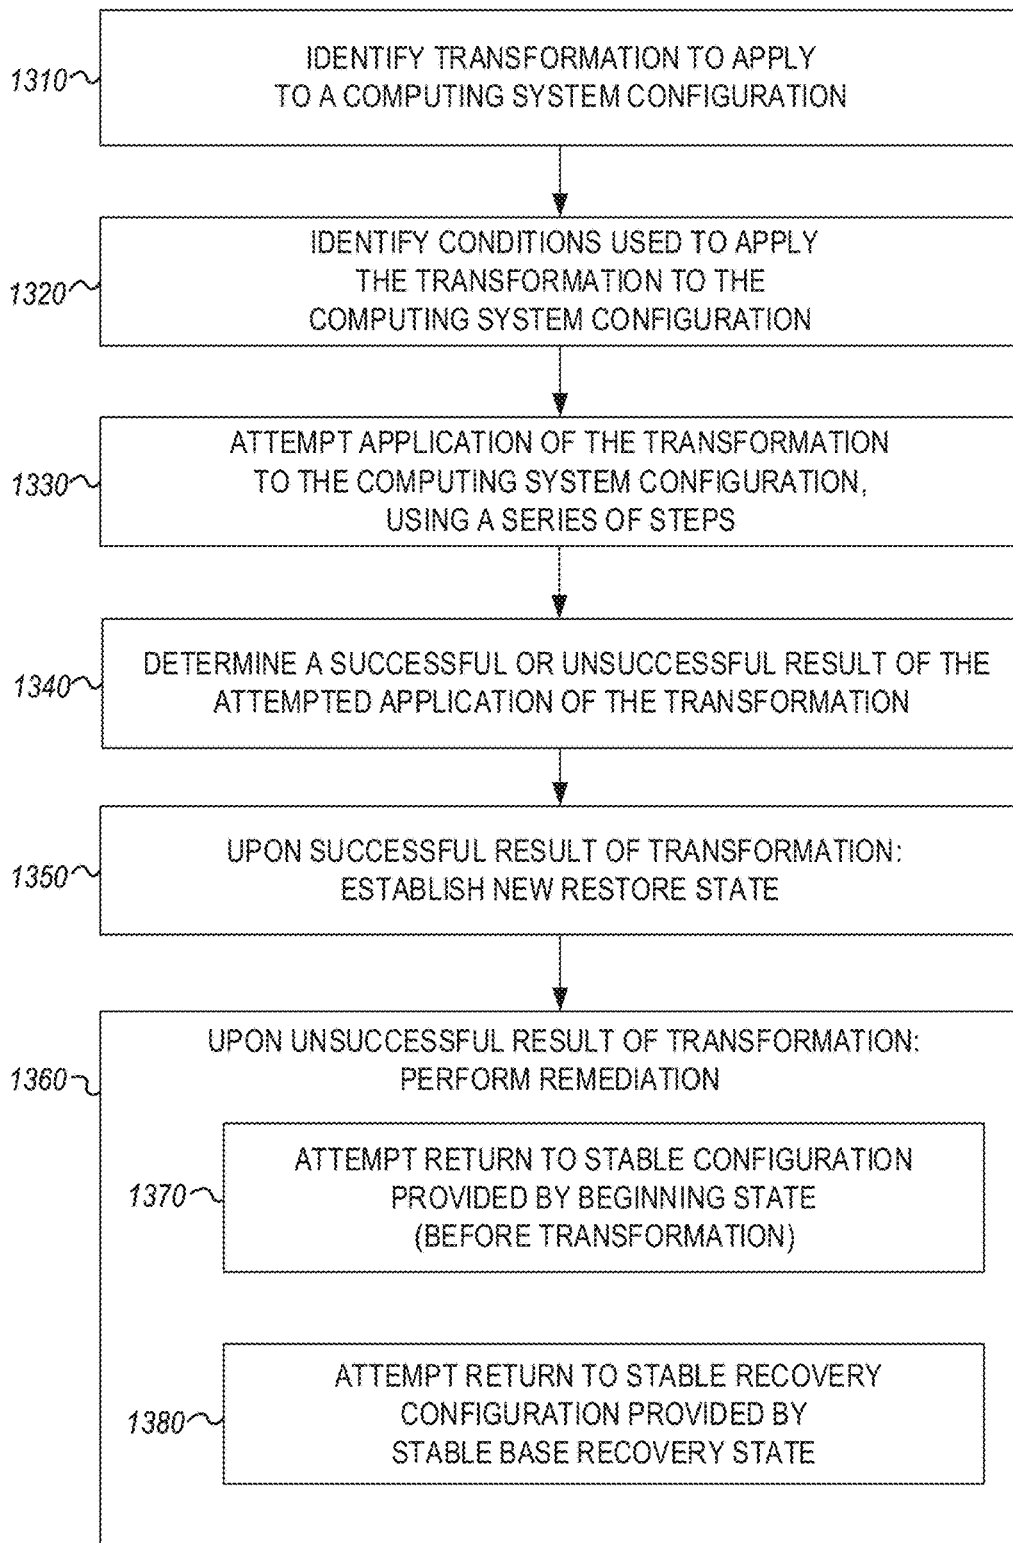 1310
IDENTIFY TRANSFORMATION TO APPLY
TO A COMPUTING SYSTEM CONFIGURATION
1320
IDENTIFY CONDITIONS USED TO APPLY
THE TRANSFORMATION TO THE
COMPUTING SYSTEM CONFIGURATION
1330
ATTEMPT APPLICATION OF THE TRANSFORMATION
TO THE COMPUTING SYSTEM CONFIGURATION,
USING A SERIES OF STEPS
1340
DETERMINE A SUCCESSFUL OR UNSUCCESSFUL RESULT OF THE
ATTEMPTED APPLICATION OF THE TRANSFORMATION
1350
UPON SUCCESSFUL RESULT OF TRANSFORMATION:
ESTABLISH NEW RESTORE STATE
1360
UPON UNSUCCESSFUL RESULT OF TRANSFORMATION:
PERFORM REMEDIATION
1370
ATTEMPT RETURN TO STABLE CONFIGURATION
PROVIDED BY BEGINNING STATE
(BEFORE TRANSFORMATION)
1380
ATTEMPT RETURN TO STABLE RECOVERY
CONFIGURATION PROVIDED BY
STABLE BASE RECOVERY STATE